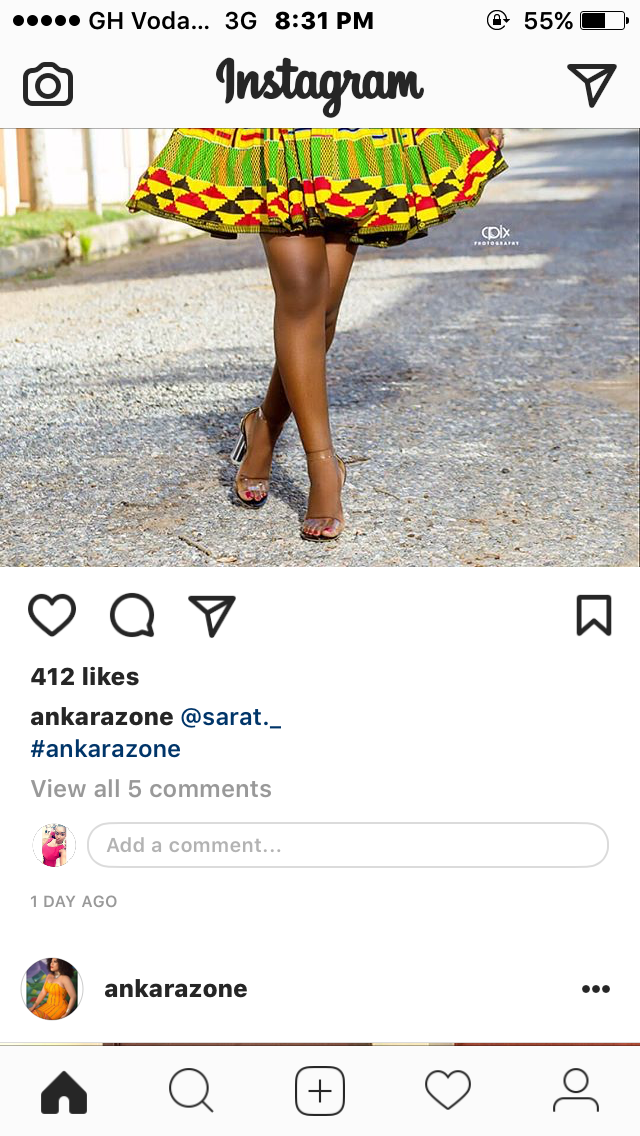 GH Voda... 3G 8:31 PM 55%
Instagram
cpix
PHOTOGRAPHY
412 likes
ankarazone @sarat._
#ankarazone
View all 5 comments
Add a comment...
1 DAY AGO
ankarazone